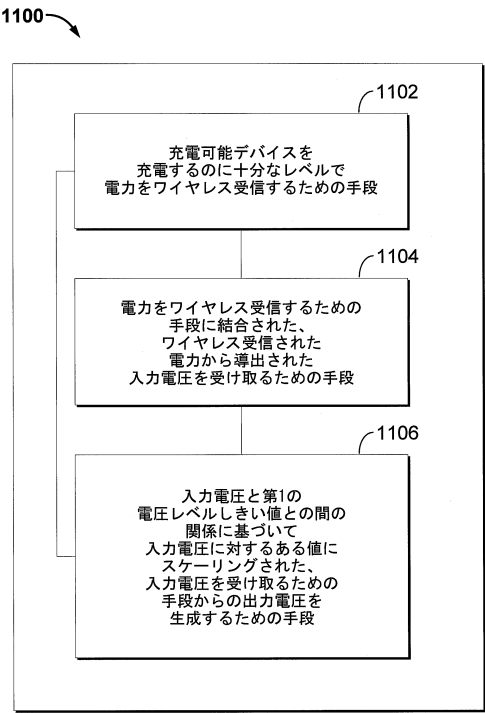 1100
1102
充電可能デバイスを
充電するのに十分なレベルで
電力をワイヤレス受信するための手段
1104
電力をワイヤレス受信するための
手段に結合された、
ワイヤレス受信された
電力から導出された
入力電圧を受け取るための手段
1106
入力電圧と第1の
電圧レベルしきい値との間の
関係に基づいて
入力電圧に対するある値に
スケーリングされた、
入力電圧を受け取るための
手段からの出力電圧を
生成するための手段